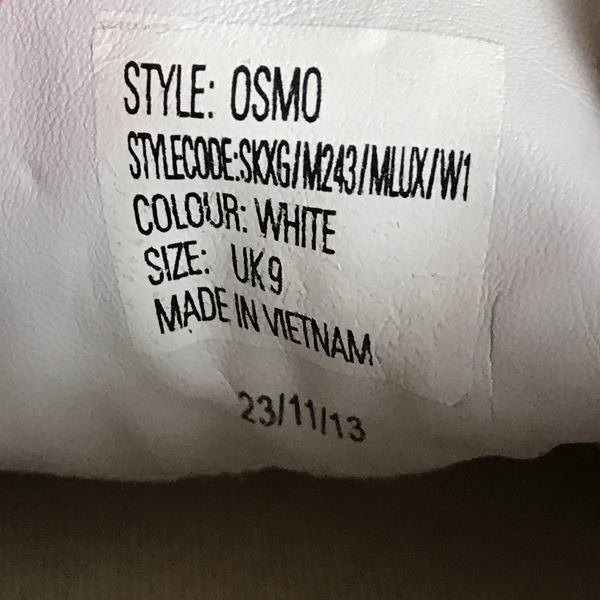 STYLE: OSMO
STYLECODE:SKXG/M243/MLUX/W1
COLOUR: WHITE
SIZE: UK9
MADE IN VIETNAM
23/11/13